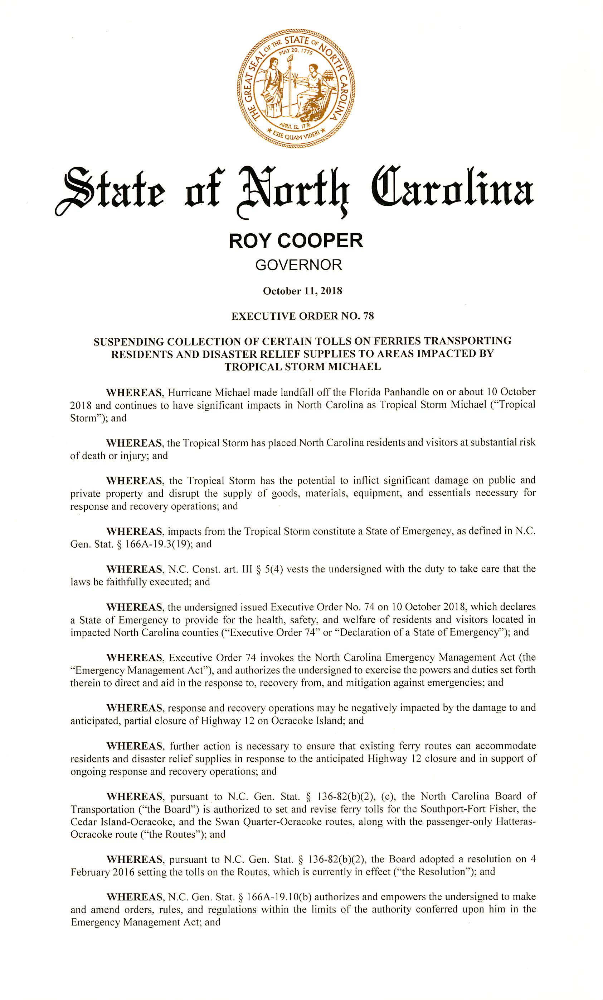 THE GREAT SEAL OF THE STATE OF NORTH CAROLINA
MAY 20, 1775
APRIL 12, 1776
★ ESSE QUAM VIDERI ★
State of North Carolina
ROY COOPER
GOVERNOR
October 11, 2018
EXECUTIVE ORDER NO. 78
SUSPENDING COLLECTION OF CERTAIN TOLLS ON FERRIES TRANSPORTING
RESIDENTS AND DISASTER RELIEF SUPPLIES TO AREAS IMPACTED BY
TROPICAL STORM MICHAEL
WHEREAS, Hurricane Michael made landfall off the Florida Panhandle on or about 10 October
2018 and continues to have significant impacts in North Carolina as Tropical Storm Michael (“Tropical
Storm”); and
WHEREAS, the Tropical Storm has placed North Carolina residents and visitors at substantial risk
of death or injury; and
WHEREAS, the Tropical Storm has the potential to inflict significant damage on public and
private property and disrupt the supply of goods, materials, equipment, and essentials necessary for
response and recovery operations; and
WHEREAS, impacts from the Tropical Storm constitute a State of Emergency, as defined in N.C.
Gen. Stat. § 166A-19.3(19); and
WHEREAS, N.C. Const. art. III § 5(4) vests the undersigned with the duty to take care that the
laws be faithfully executed; and
WHEREAS, the undersigned issued Executive Order No. 74 on 10 October 2018, which declares
a State of Emergency to provide for the health, safety, and welfare of residents and visitors located in
impacted North Carolina counties (“Executive Order 74” or “Declaration of a State of Emergency”); and
WHEREAS, Executive Order 74 invokes the North Carolina Emergency Management Act (the
“Emergency Management Act”), and authorizes the undersigned to exercise the powers and duties set forth
therein to direct and aid in the response to, recovery from, and mitigation against emergencies; and
WHEREAS, response and recovery operations may be negatively impacted by the damage to and
anticipated, partial closure of Highway 12 on Ocracoke Island; and
WHEREAS, further action is necessary to ensure that existing ferry routes can accommodate
residents and disaster relief supplies in response to the anticipated Highway 12 closure and in support of
ongoing response and recovery operations; and
WHEREAS, pursuant to N.C. Gen. Stat. § 136-82(b)(2), (c), the North Carolina Board of
Transportation (“the Board”) is authorized to set and revise ferry tolls for the Southport-Fort Fisher, the
Cedar Island-Ocracoke, and the Swan Quarter-Ocracoke routes, along with the passenger-only Hatteras-
Ocracoke route (“the Routes”); and
WHEREAS, pursuant to N.C. Gen. Stat. § 136-82(b)(2), the Board adopted a resolution on 4
February 2016 setting the tolls on the Routes, which is currently in effect (“the Resolution”); and
WHEREAS, N.C. Gen. Stat. § 166A-19.10(b) authorizes and empowers the undersigned to make
and amend orders, rules, and regulations within the limits of the authority conferred upon him in the
Emergency Management Act; and